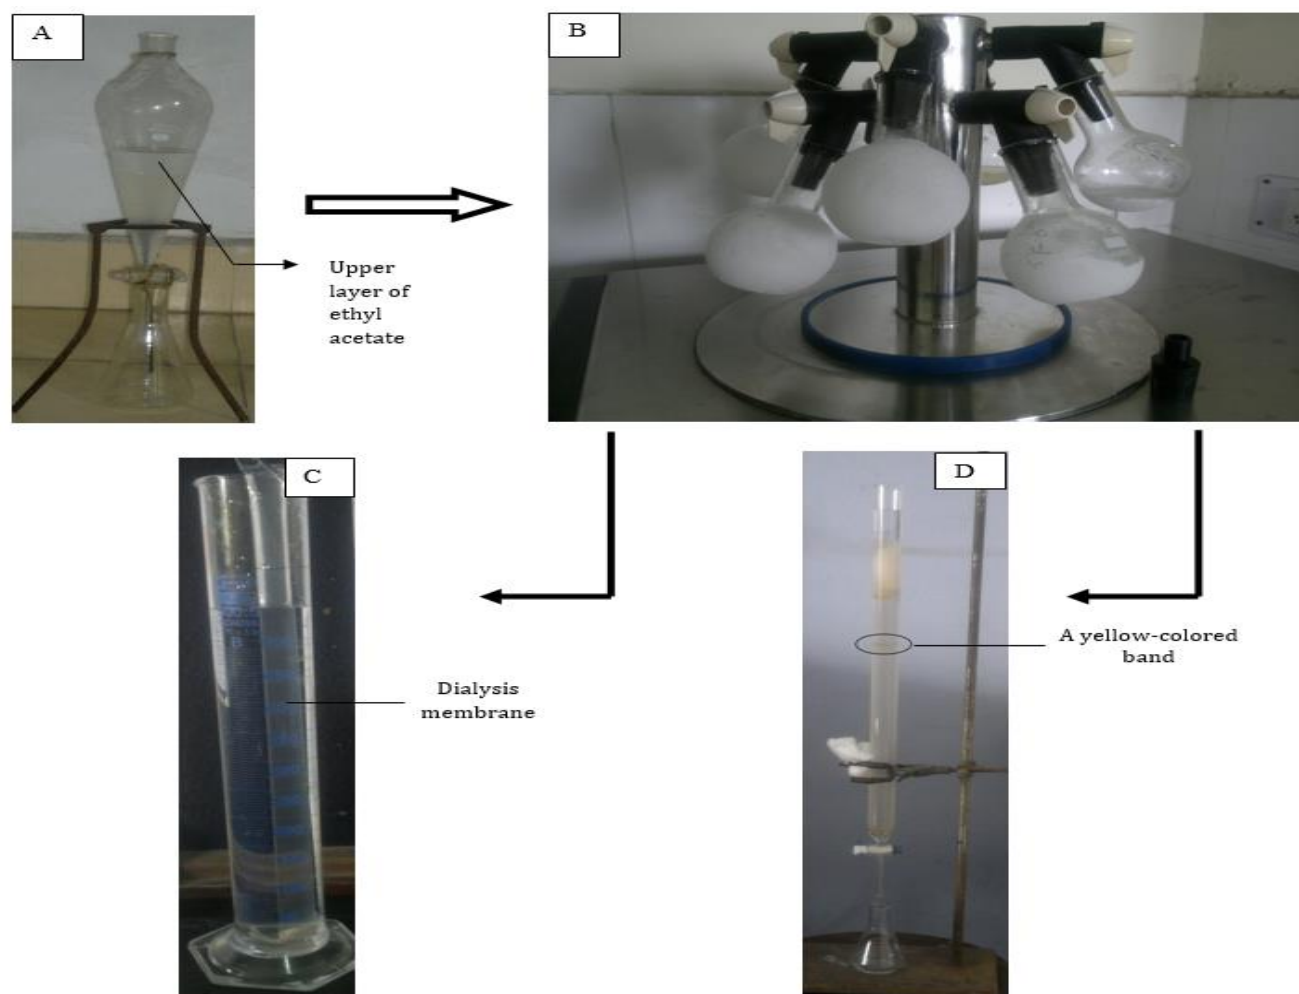 A
B
Upper
layer of
ethyl
acetate
C
D
A yellow-colored
band
Dialysis
membrane